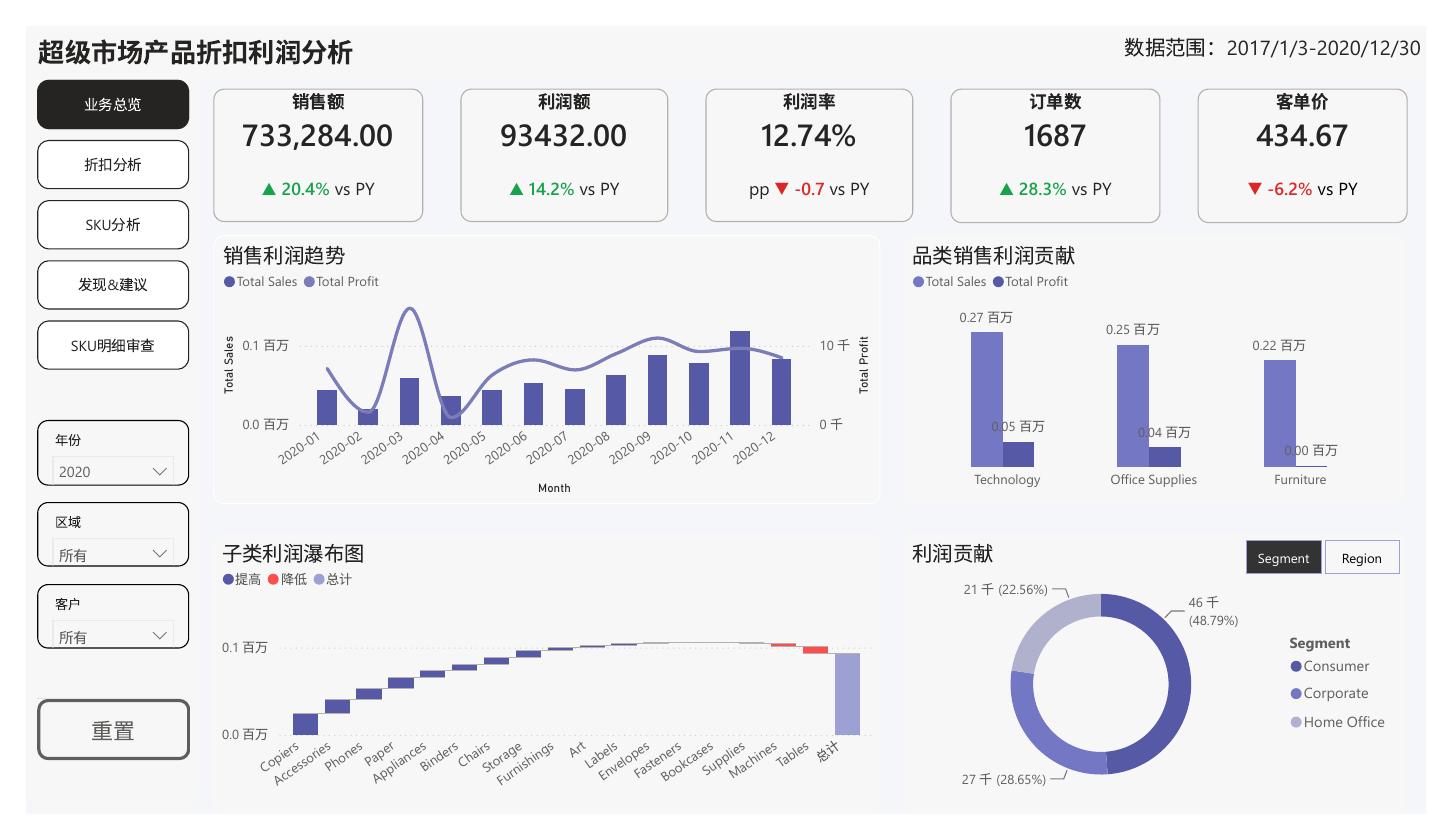 超级市场产品折扣利润分析
数据范围：2017/1/3-2020/12/30
业务总览
折扣分析
SKU分析
发现&建议
SKU明细审查
年份
2020
区域
所有
客户
所有
重置
销售额
733,284.00
▲ 20.4% vs PY
利润额
93432.00
▲ 14.2% vs PY
利润率
12.74%
pp ▼ -0.7 vs PY
订单数
1687
▲ 28.3% vs PY
客单价
434.67
▼ -6.2% vs PY
销售利润趋势
Total Sales Total Profit
Total Sales
0.1 百万
0.0 百万
10 千
0 千
Total Profit
2020-01 2020-02 2020-03 2020-04 2020-05 2020-06 2020-07 2020-08 2020-09 2020-10 2020-11 2020-12
Month
品类销售利润贡献
Total Sales Total Profit
0.27 百万
0.05 百万
0.25 百万
0.04 百万
0.22 百万
0.00 百万
Technology Office Supplies Furniture
子类利润瀑布图
提高 降低 总计
0.1 百万
0.0 百万
Copiers Accessories Phones Paper Appliances Binders Chairs Storage Furnishings Art Labels Envelopes Fasteners Bookcases Supplies Machines Tables 总计
利润贡献
Segment Region
21 千 (22.56%)
46 千
(48.79%)
27 千 (28.65%)
Segment
Consumer
Corporate
Home Office